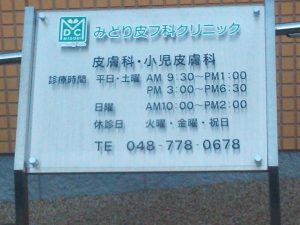 みどり皮フ科クリニック
皮膚科・小児皮膚科
診療時間 平日・土曜 AM 9:30～PM1:00
PM 3:00～PM6:30
日曜 AM10:00～PM2:00
休診日 火曜・金曜・祝日
TE 048-778-0678